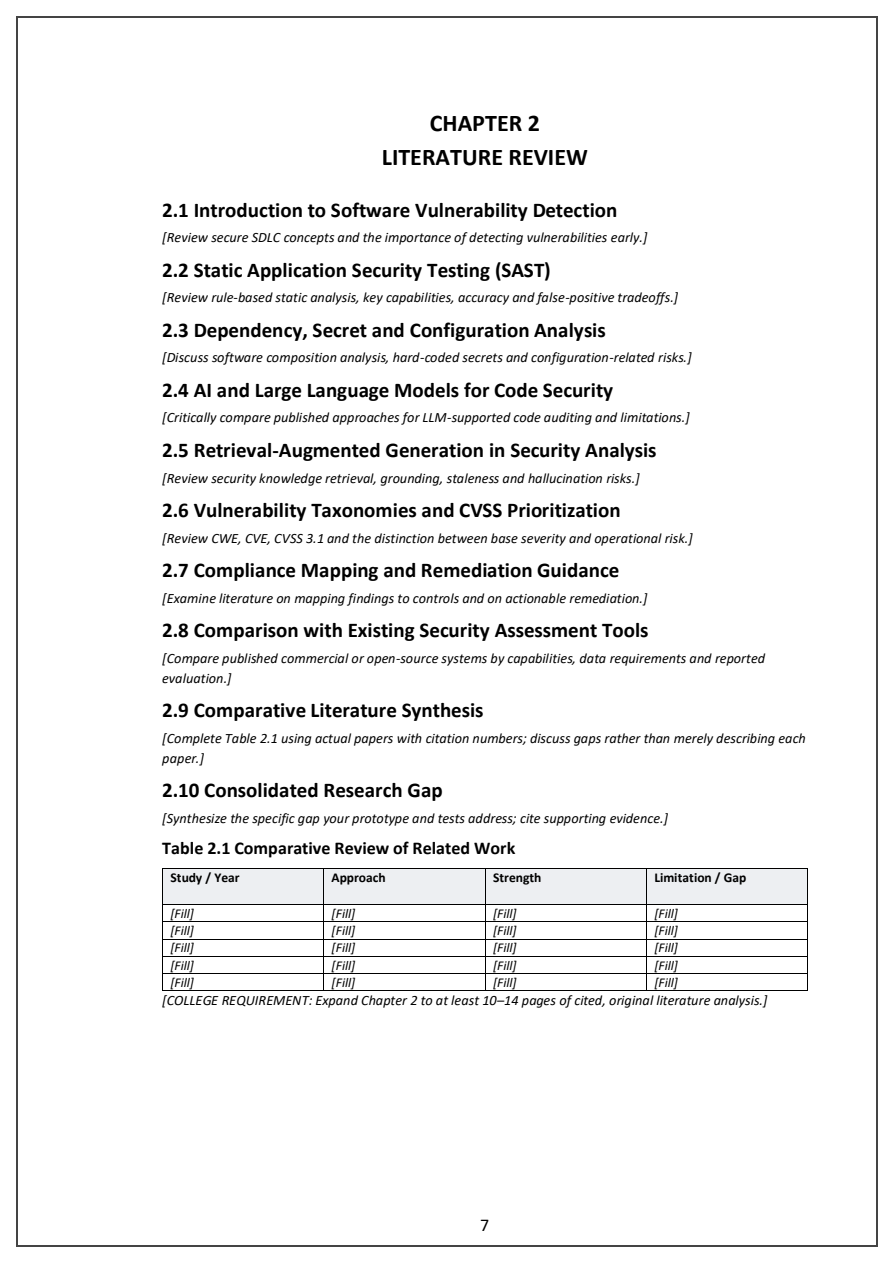 CHAPTER 2
LITERATURE REVIEW
2.1 Introduction to Software Vulnerability Detection
[Review secure SDLC concepts and the importance of detecting vulnerabilities early.]
2.2 Static Application Security Testing (SAST)
[Review rule-based static analysis, key capabilities, accuracy and false-positive tradeoffs.]
2.3 Dependency, Secret and Configuration Analysis
[Discuss software composition analysis, hard-coded secrets and configuration-related risks.]
2.4 AI and Large Language Models for Code Security
[Critically compare published approaches for LLM-supported code auditing and limitations.]
2.5 Retrieval-Augmented Generation in Security Analysis
[Review security knowledge retrieval, grounding, staleness and hallucination risks.]
2.6 Vulnerability Taxonomies and CVSS Prioritization
[Review CWE, CVE, CVSS 3.1 and the distinction between base severity and operational risk.]
2.7 Compliance Mapping and Remediation Guidance
[Examine literature on mapping findings to controls and on actionable remediation.]
2.8 Comparison with Existing Security Assessment Tools
[Compare published commercial or open-source systems by capabilities, data requirements and reported
evaluation.]
2.9 Comparative Literature Synthesis
[Complete Table 2.1 using actual papers with citation numbers; discuss gaps rather than merely describing each
paper.]
2.10 Consolidated Research Gap
[Synthesize the specific gap your prototype and tests address; cite supporting evidence.]
Table 2.1 Comparative Review of Related Work
Study / Year Approach Strength Limitation / Gap
[Fill] [Fill] [Fill] [Fill]
[Fill] [Fill] [Fill] [Fill]
[Fill] [Fill] [Fill] [Fill]
[Fill] [Fill] [Fill] [Fill]
[Fill] [Fill] [Fill] [Fill]
[COLLEGE REQUIREMENT: Expand Chapter 2 to at least 10–14 pages of cited, original literature analysis.]
7